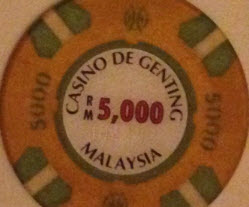 CASINO DE GENTING
RM 5,000
MALAYSIA
5000
5000